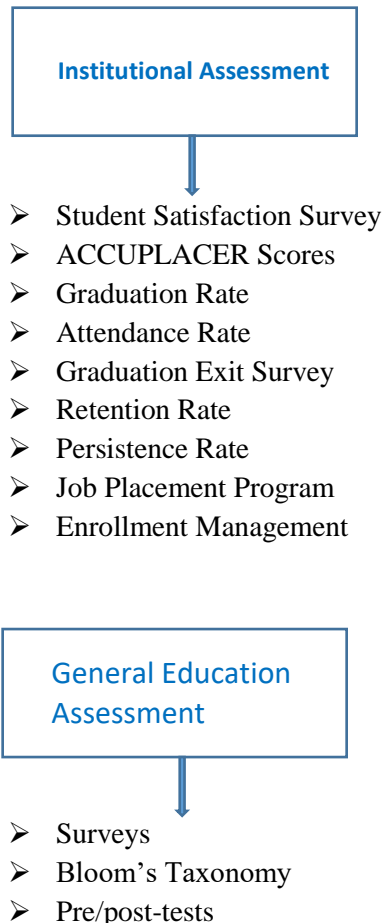 Institutional Assessment
➢ Student Satisfaction Survey
➢ ACCUPLACER Scores
➢ Graduation Rate
➢ Attendance Rate
➢ Graduation Exit Survey
➢ Retention Rate
➢ Persistence Rate
➢ Job Placement Program
➢ Enrollment Management
General Education
Assessment
➢ Surveys
➢ Bloom’s Taxonomy
➢ Pre/post-tests